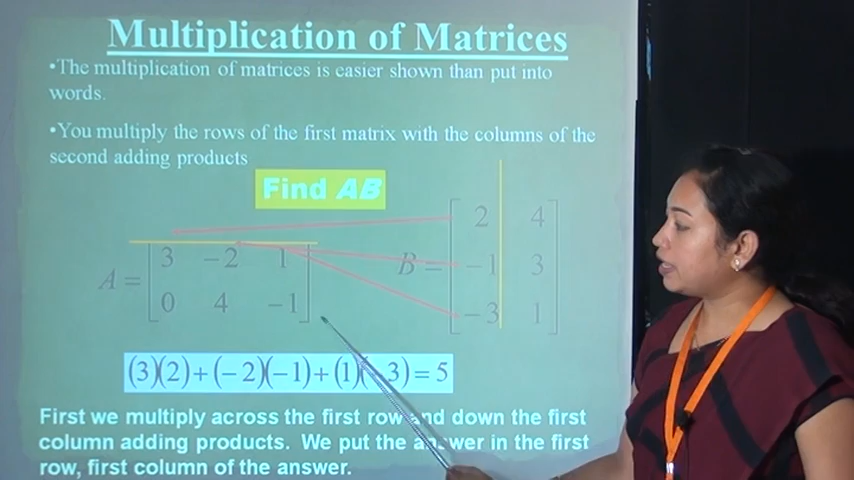 Multiplication of Matrices
•The multiplication of matrices is easier shown than put into
words.
•You multiply the rows of the first matrix with the columns of the
second adding products
Find AB
A = [3 −2 1
0 4 −1]
B = [2 4
−1 3
−3 1]
(3)(2)+(−2)(−1)+(1)(−3)=5
First we multiply across the first row and down the first
column adding products. We put the answer in the first
row, first column of the answer.